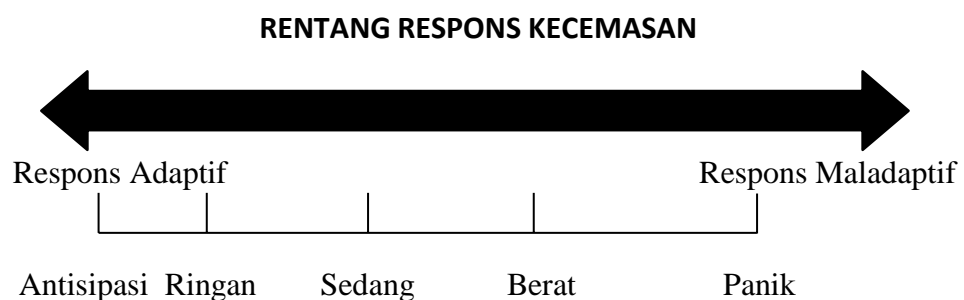 RENTANG RESPONS KECEMASAN
Respons Adaptif Respons Maladaptif
Antisipasi Ringan Sedang Berat Panik